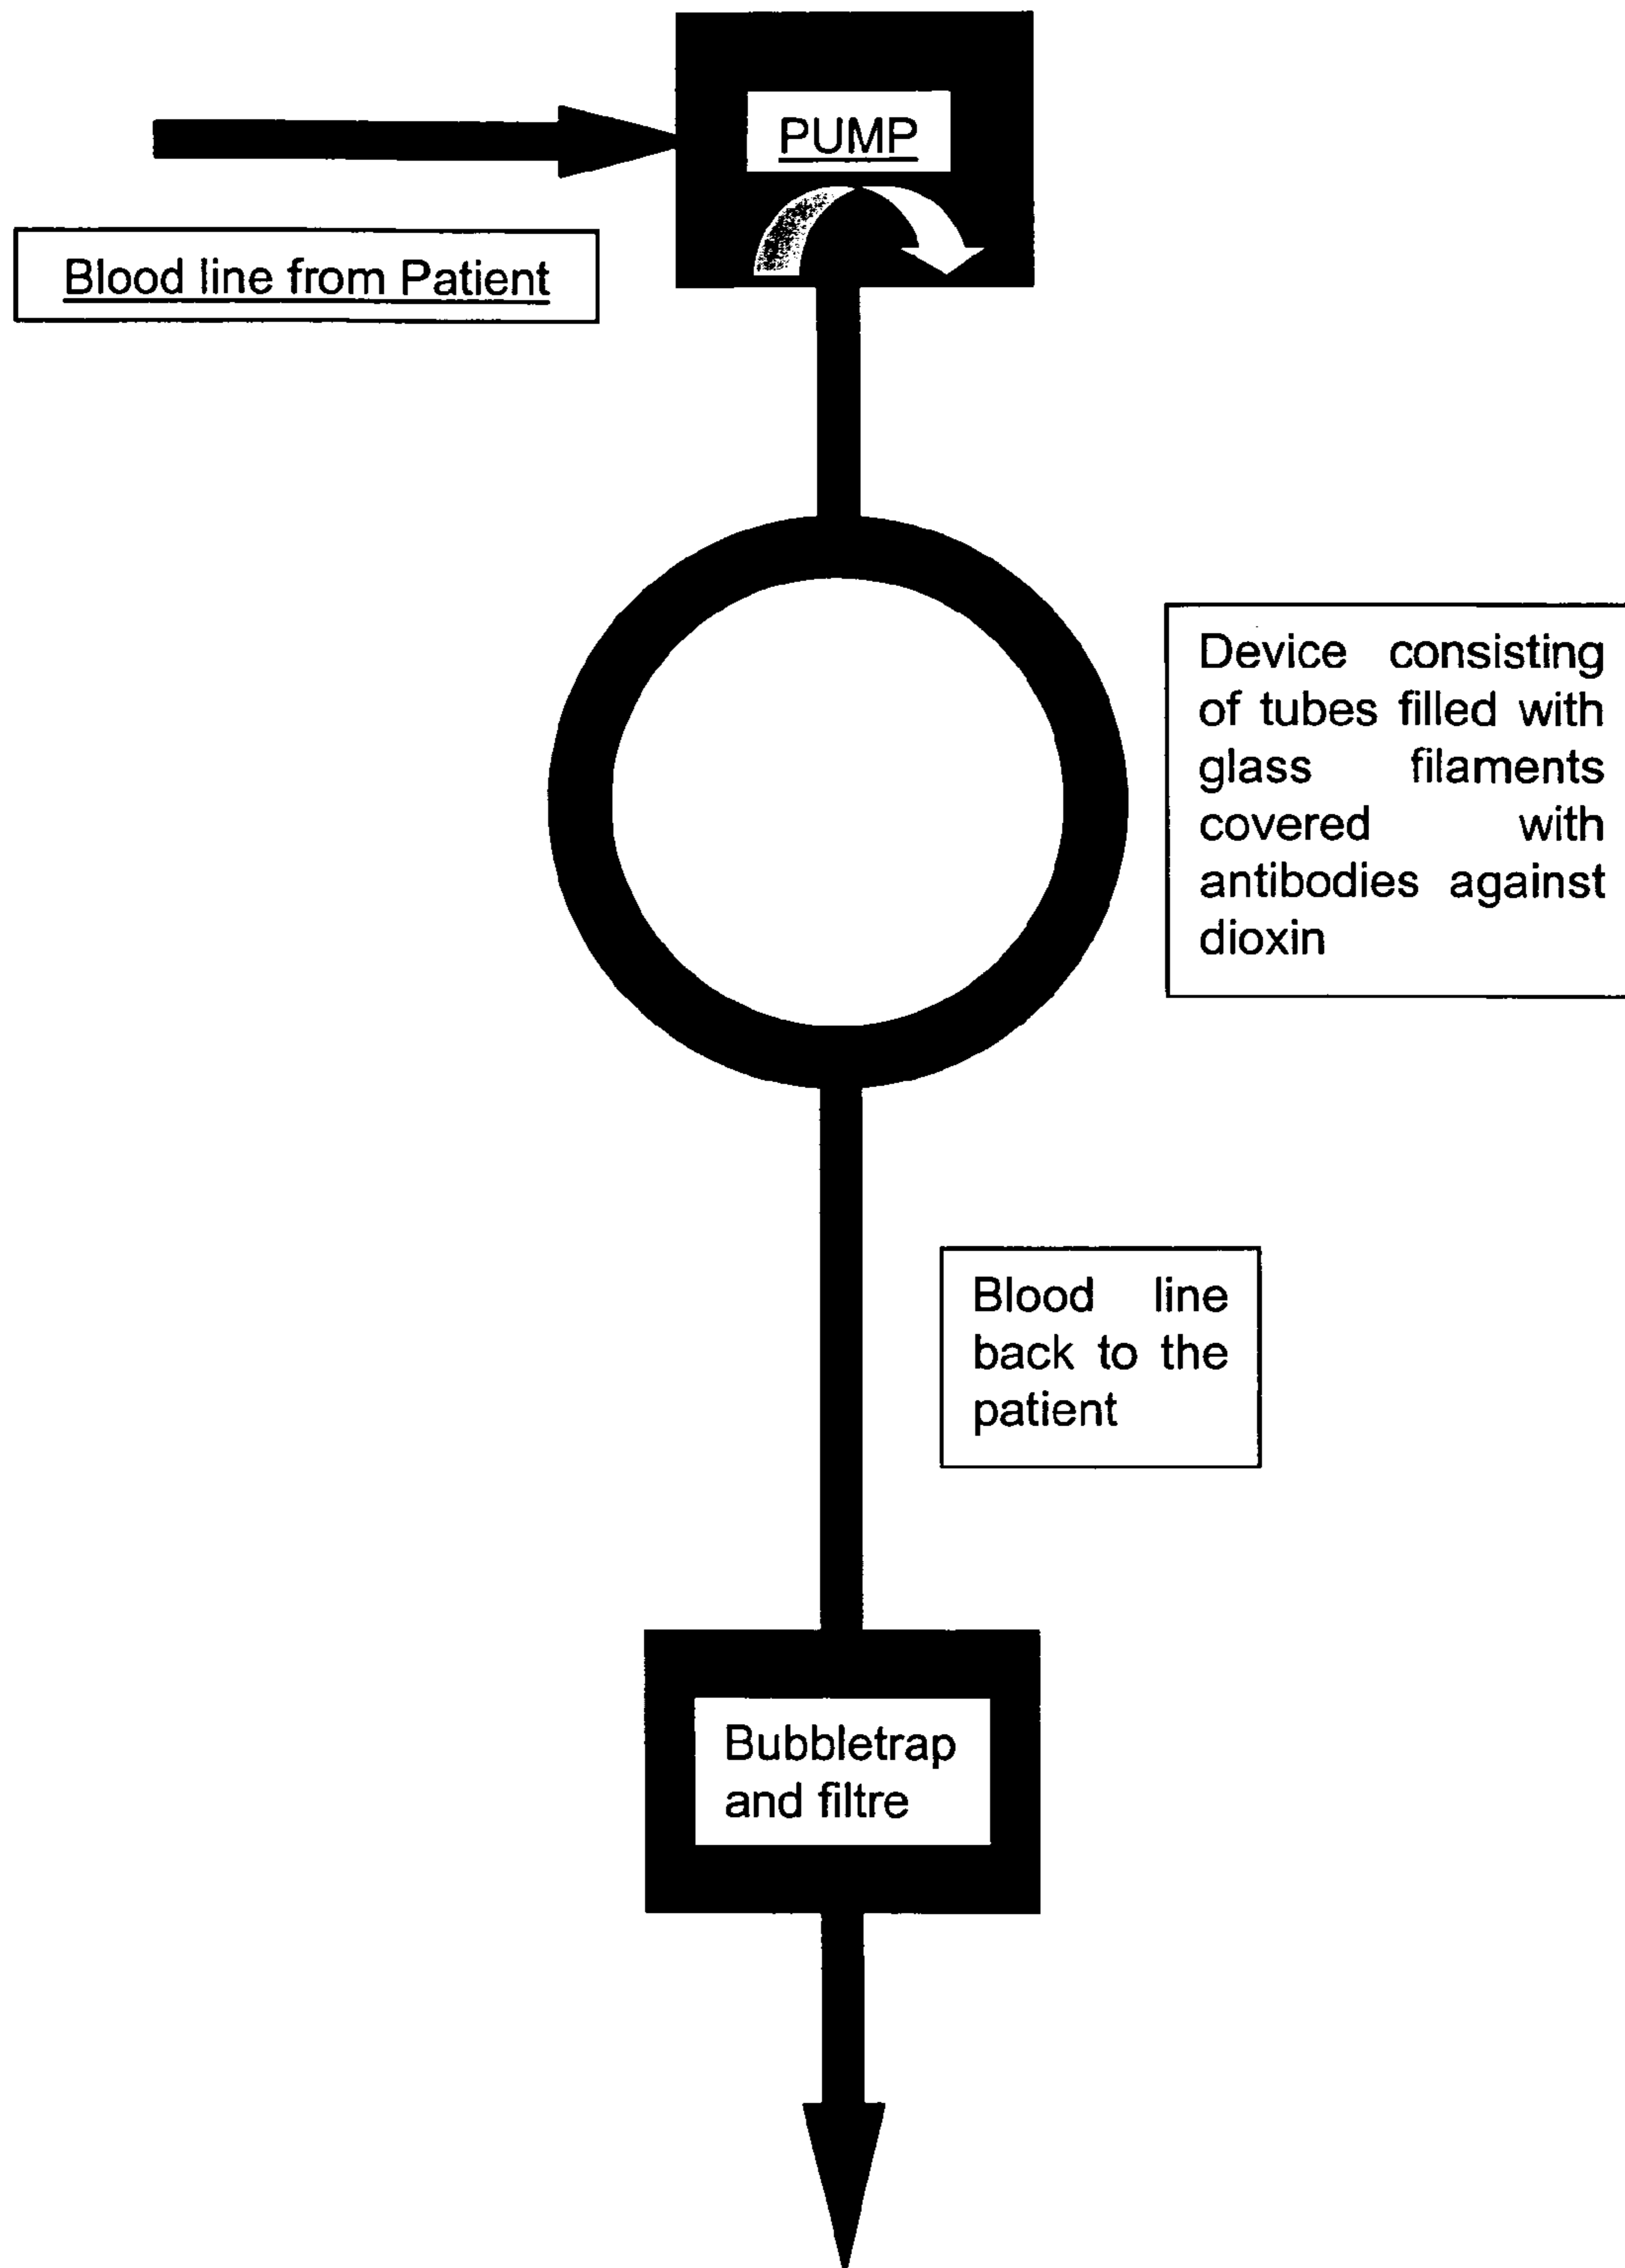 PUMP
Blood line from Patient
Device consisting
of tubes filled with
glass filaments
covered with
antibodies against
dioxin
Blood line
back to the
patient
Bubbletrap
and filtre